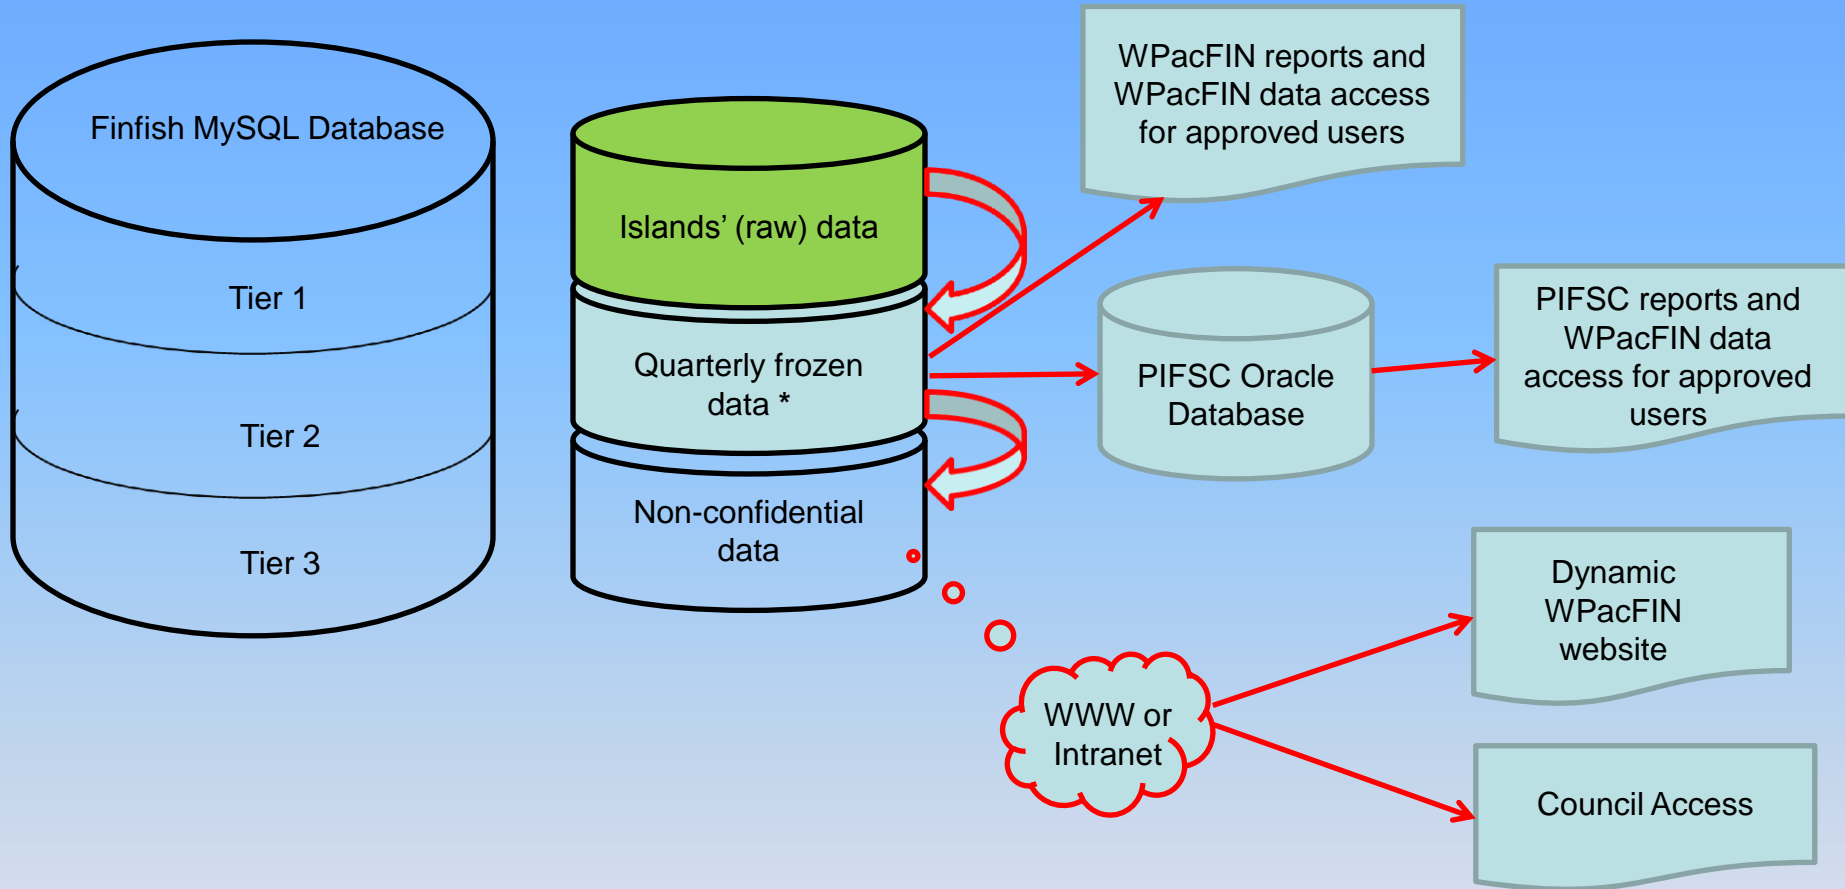 Finfish MySQL Database
Tier 1
Tier 2
Tier 3
Islands’ (raw) data
Quarterly frozen
data *
Non-confidential
data
WPacFIN reports and
WPacFIN data access
for approved users
PIFSC Oracle
Database
PIFSC reports and
WPacFIN data
access for approved
users
WWW or
Intranet
Dynamic
WPacFIN
website
Council Access